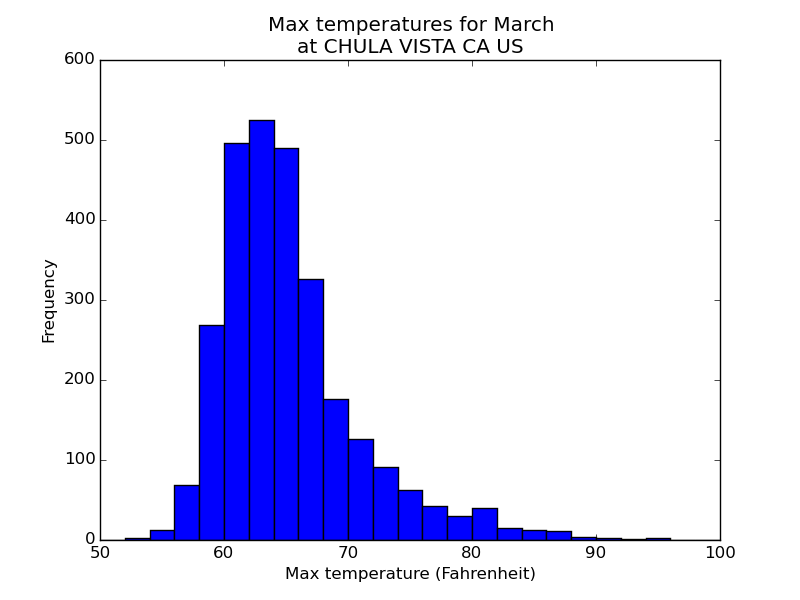 Max temperatures for March
at CHULA VISTA CA US
600
500
400
300
200
100
0
Frequency
50 60 70 80 90 100
Max temperature (Fahrenheit)